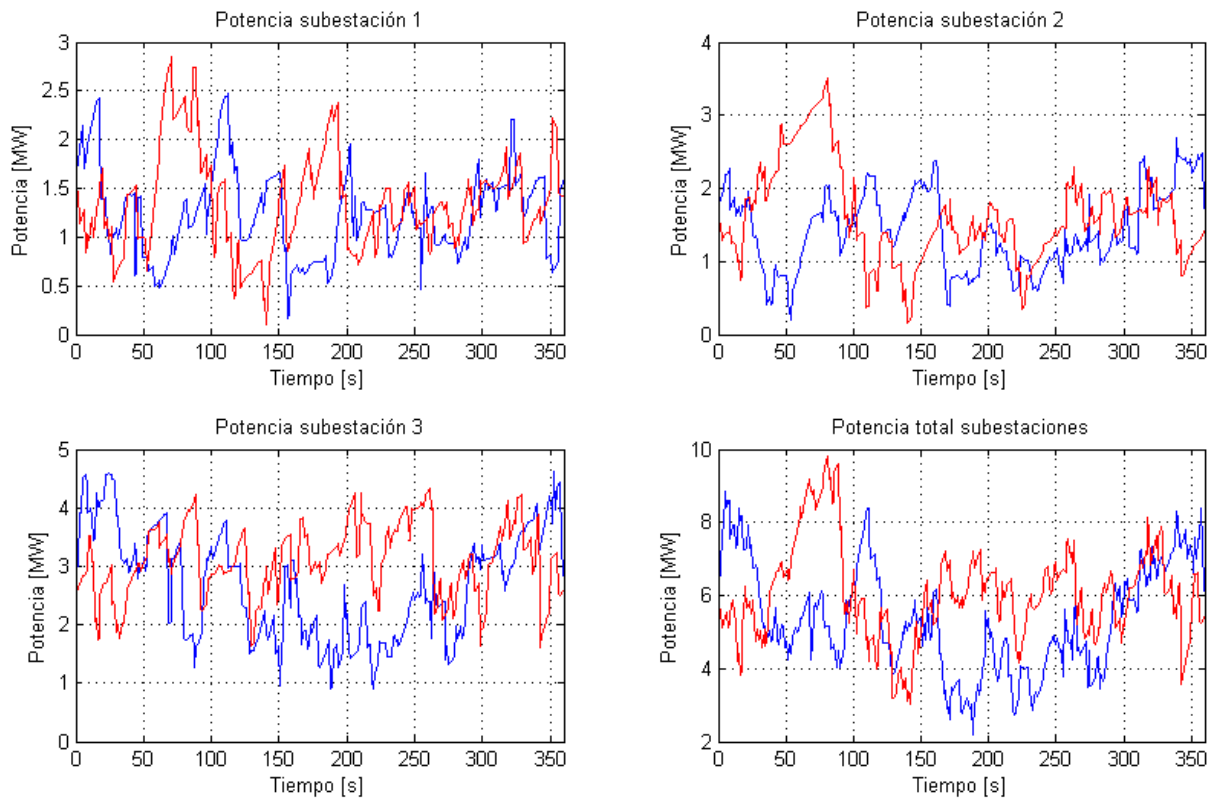 Potencia subestación 1
Potencia [MW]
3
2.5
2
1.5
1
0.5
0
0 50 100 150 200 250 300 350
Tiempo [s]
Potencia subestación 2
Potencia [MW]
4
3
2
1
0
0 50 100 150 200 250 300 350
Tiempo [s]
Potencia subestación 3
Potencia [MW]
5
4
3
2
1
0
0 50 100 150 200 250 300 350
Tiempo [s]
Potencia total subestaciones
Potencia [MW]
10
8
6
4
2
0 50 100 150 200 250 300 350
Tiempo [s]